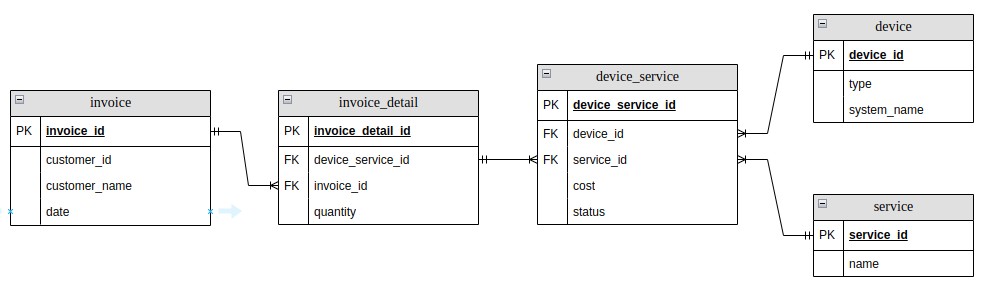 invoice
PK invoice_id
customer_id
customer_name
date
invoice_detail
PK invoice_detail_id
FK device_service_id
FK invoice_id
quantity
device_service
PK device_service_id
FK device_id
FK service_id
cost
status
device
PK device_id
type
system_name
service
PK service_id
name